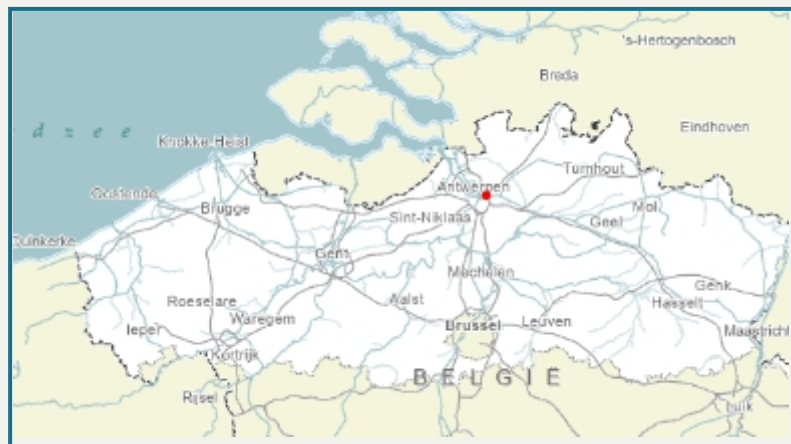 's-Hertogenbosch
Breda
Eindhoven
d z e e
Knokke-Heist
Turnhout
Antwerpen
Oostende
Brugge
Sint-Niklaas
Mol
Geel
Duinkerke
Gent
Mechelen
Genk
Roeselare
Aalst
Hasselt
Waregem
Ieper
Brussel
Leuven
Maastricht
Kortrijk
BELGIË
Rijsel
Luik